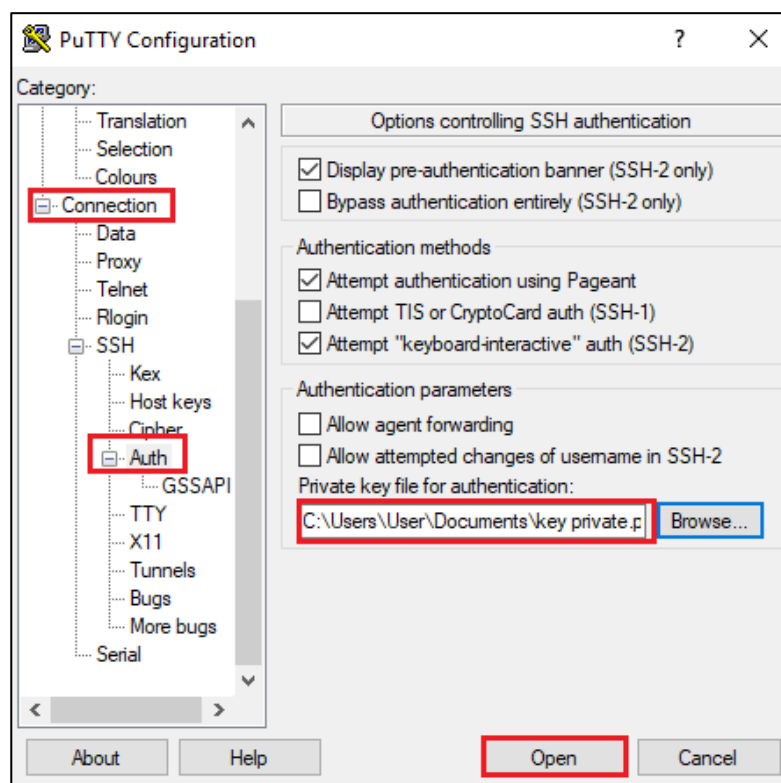 PuTTY Configuration
?
Category:
Translation
Selection
Colours
Connection
Data
Proxy
Telnet
Rlogin
SSH
Kex
Host keys
Cipher
Auth
GSSAPI
TTY
X11
Tunnels
Bugs
More bugs
Serial
Options controlling SSH authentication
Display pre-authentication banner (SSH-2 only)
Bypass authentication entirely (SSH-2 only)
Authentication methods
Attempt authentication using Pageant
Attempt TIS or CryptoCard auth (SSH-1)
Attempt "keyboard-interactive" auth (SSH-2)
Authentication parameters
Allow agent forwarding
Allow attempted changes of username in SSH-2
Private key file for authentication:
C:\Users\User\Documents\key private.p
Browse...
About
Help
Open
Cancel